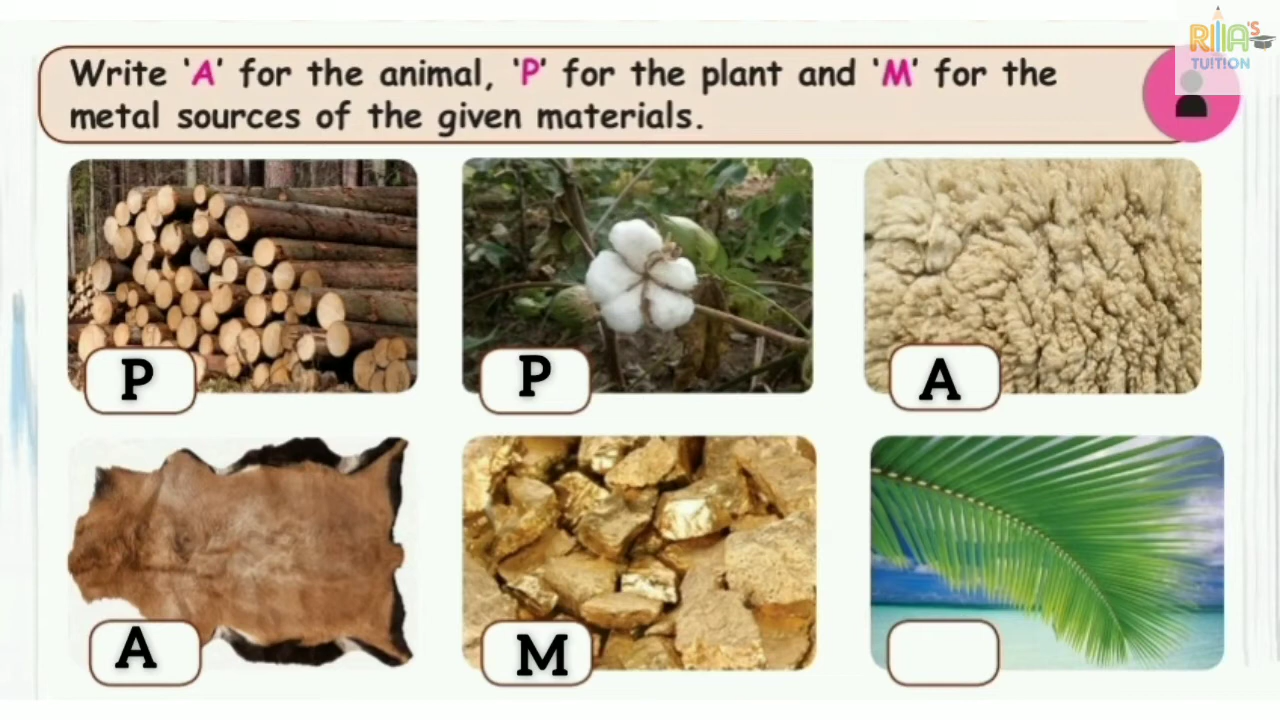 RIIA'S
TUITION
Write 'A' for the animal, 'P' for the plant and 'M' for the
metal sources of the given materials.
P
P
A
A
M